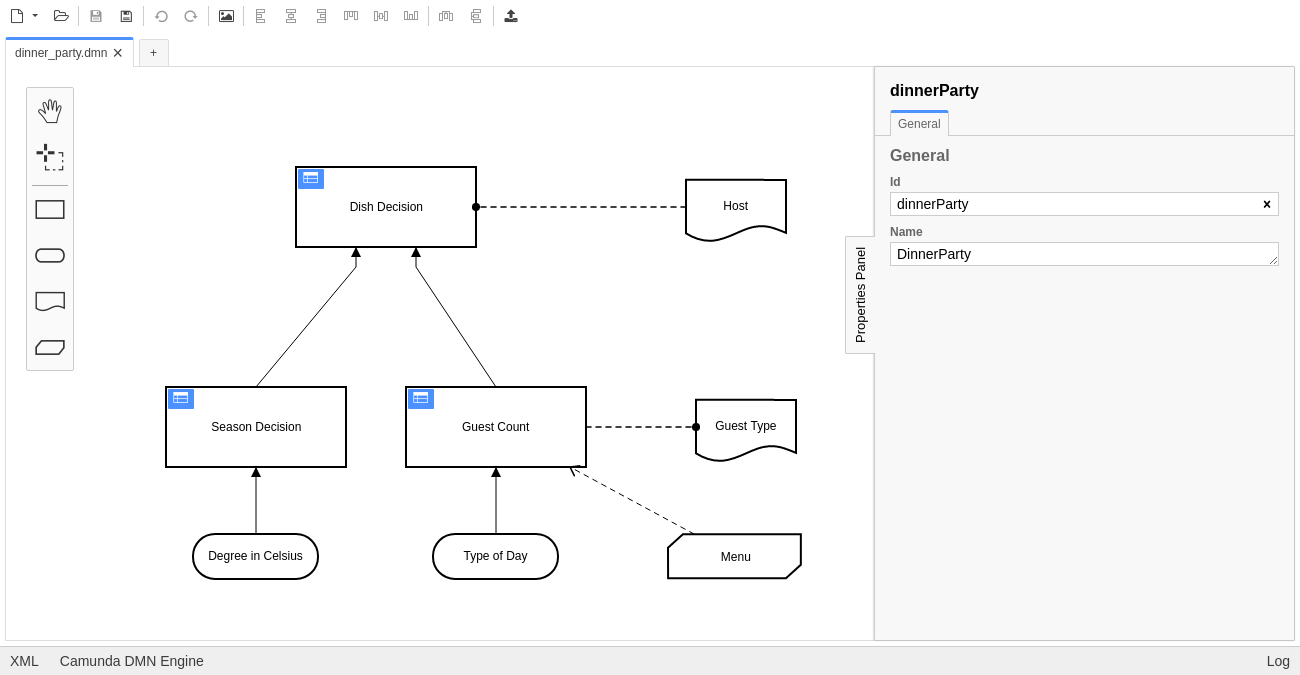 dinner_party.dmn ×
+
Dish Decision
Host
Season Decision
Guest Count
Guest Type
Degree in Celsius
Type of Day
Menu
Properties Panel
dinnerParty
General
General
Id
dinnerParty ×
Name
DinnerParty
XML Camunda DMN Engine Log